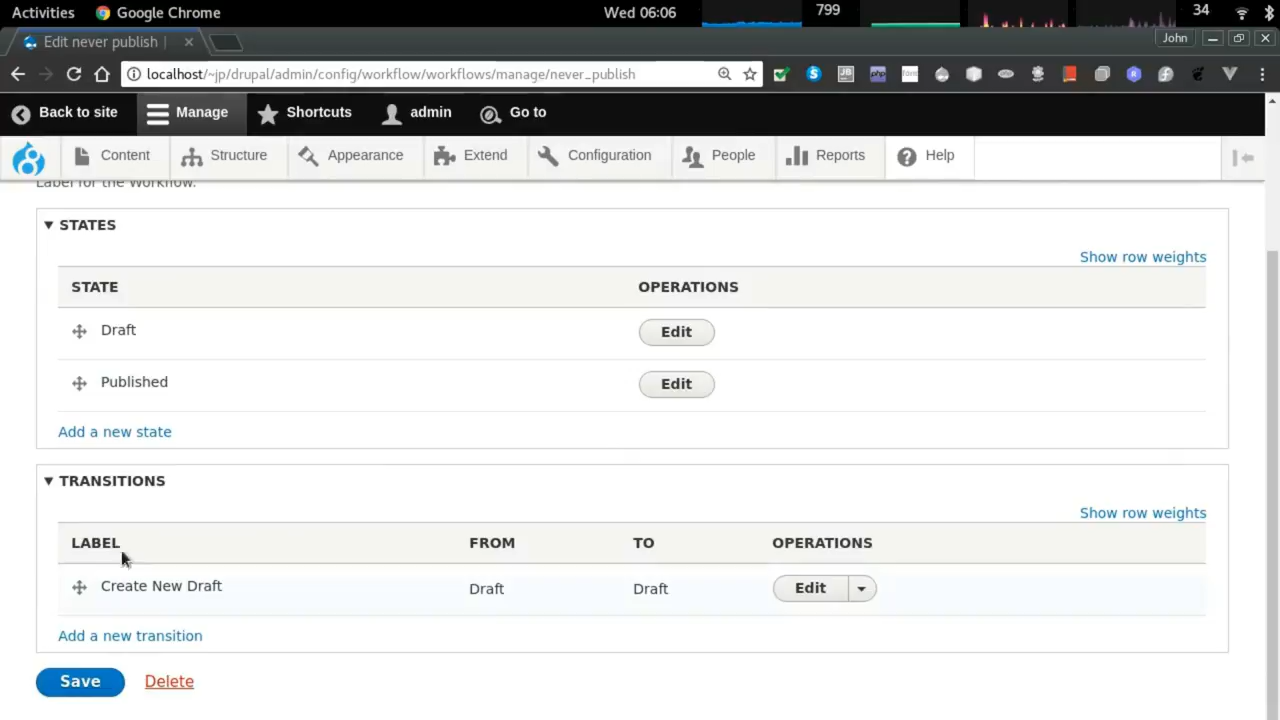 Activities Google Chrome Wed 06:06 799 34
Edit never publish | John
localhost/~jp/drupal/admin/config/workflow/workflows/manage/never_publish
Back to site Manage Shortcuts admin Go to
Content Structure Appearance Extend Configuration People Reports Help
Label for the Workflow.
STATES
Show row weights
STATE OPERATIONS
Draft Edit
Published Edit
Add a new state
TRANSITIONS
Show row weights
LABEL FROM TO OPERATIONS
Create New Draft Draft Draft Edit
Add a new transition
Save Delete